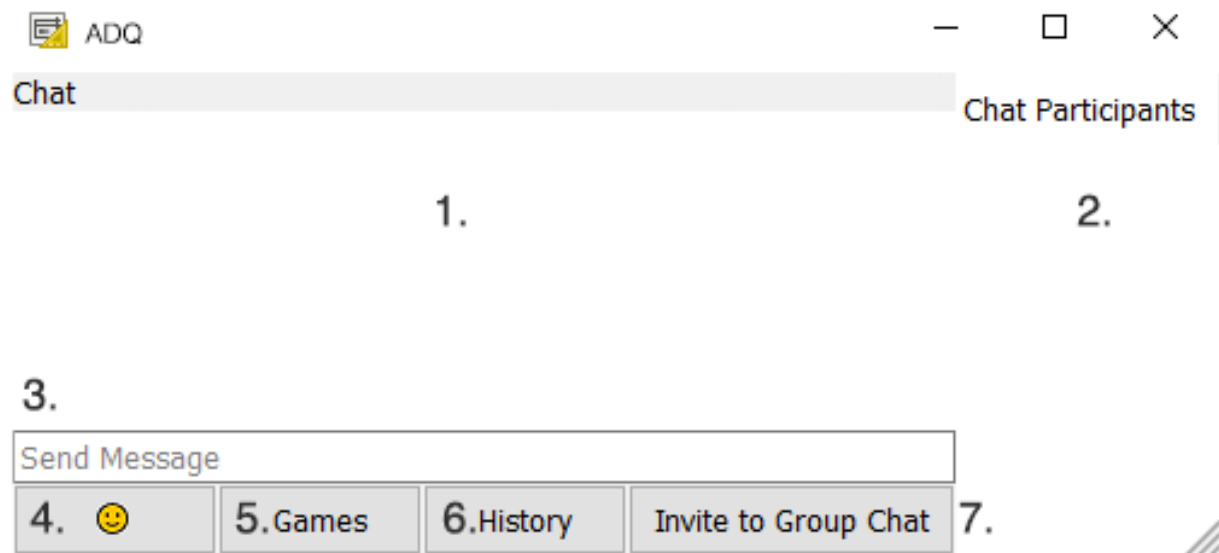 ADQ
Chat
Chat Participants
1.
2.
3.
Send Message
4.
5. Games
6. History
Invite to Group Chat 7.